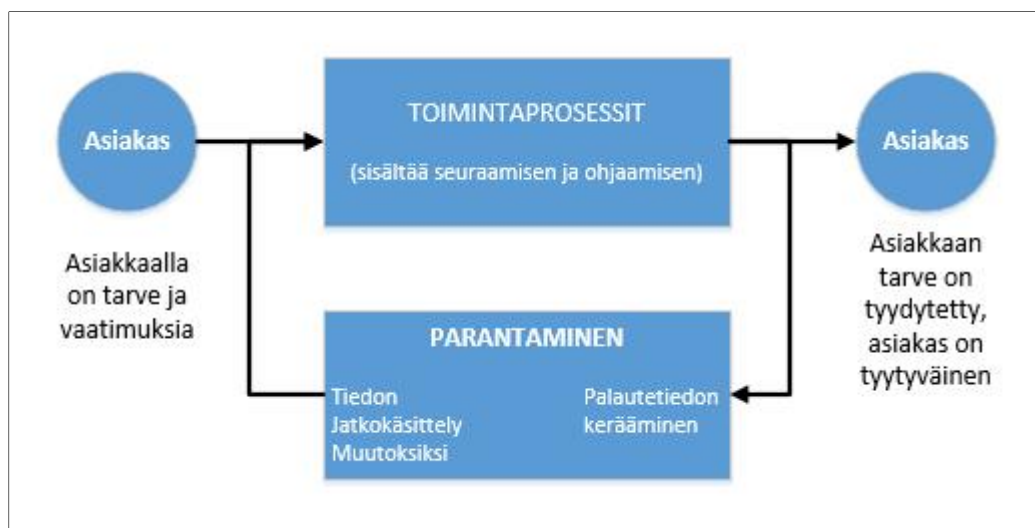 Asiakas
Asiakkaalla
on tarve ja
vaatimuksia
TOIMINTAPROSESSIT
(sisältää seuraamisen ja ohjaamisen)
PARANTAMINEN
Tiedon
Jatkokäsittely
Muutoksiksi
Palautetiedon
kerääminen
Asiakas
Asiakkaan
tarve on
tyydytetty,
asiakas on
tyytyväinen